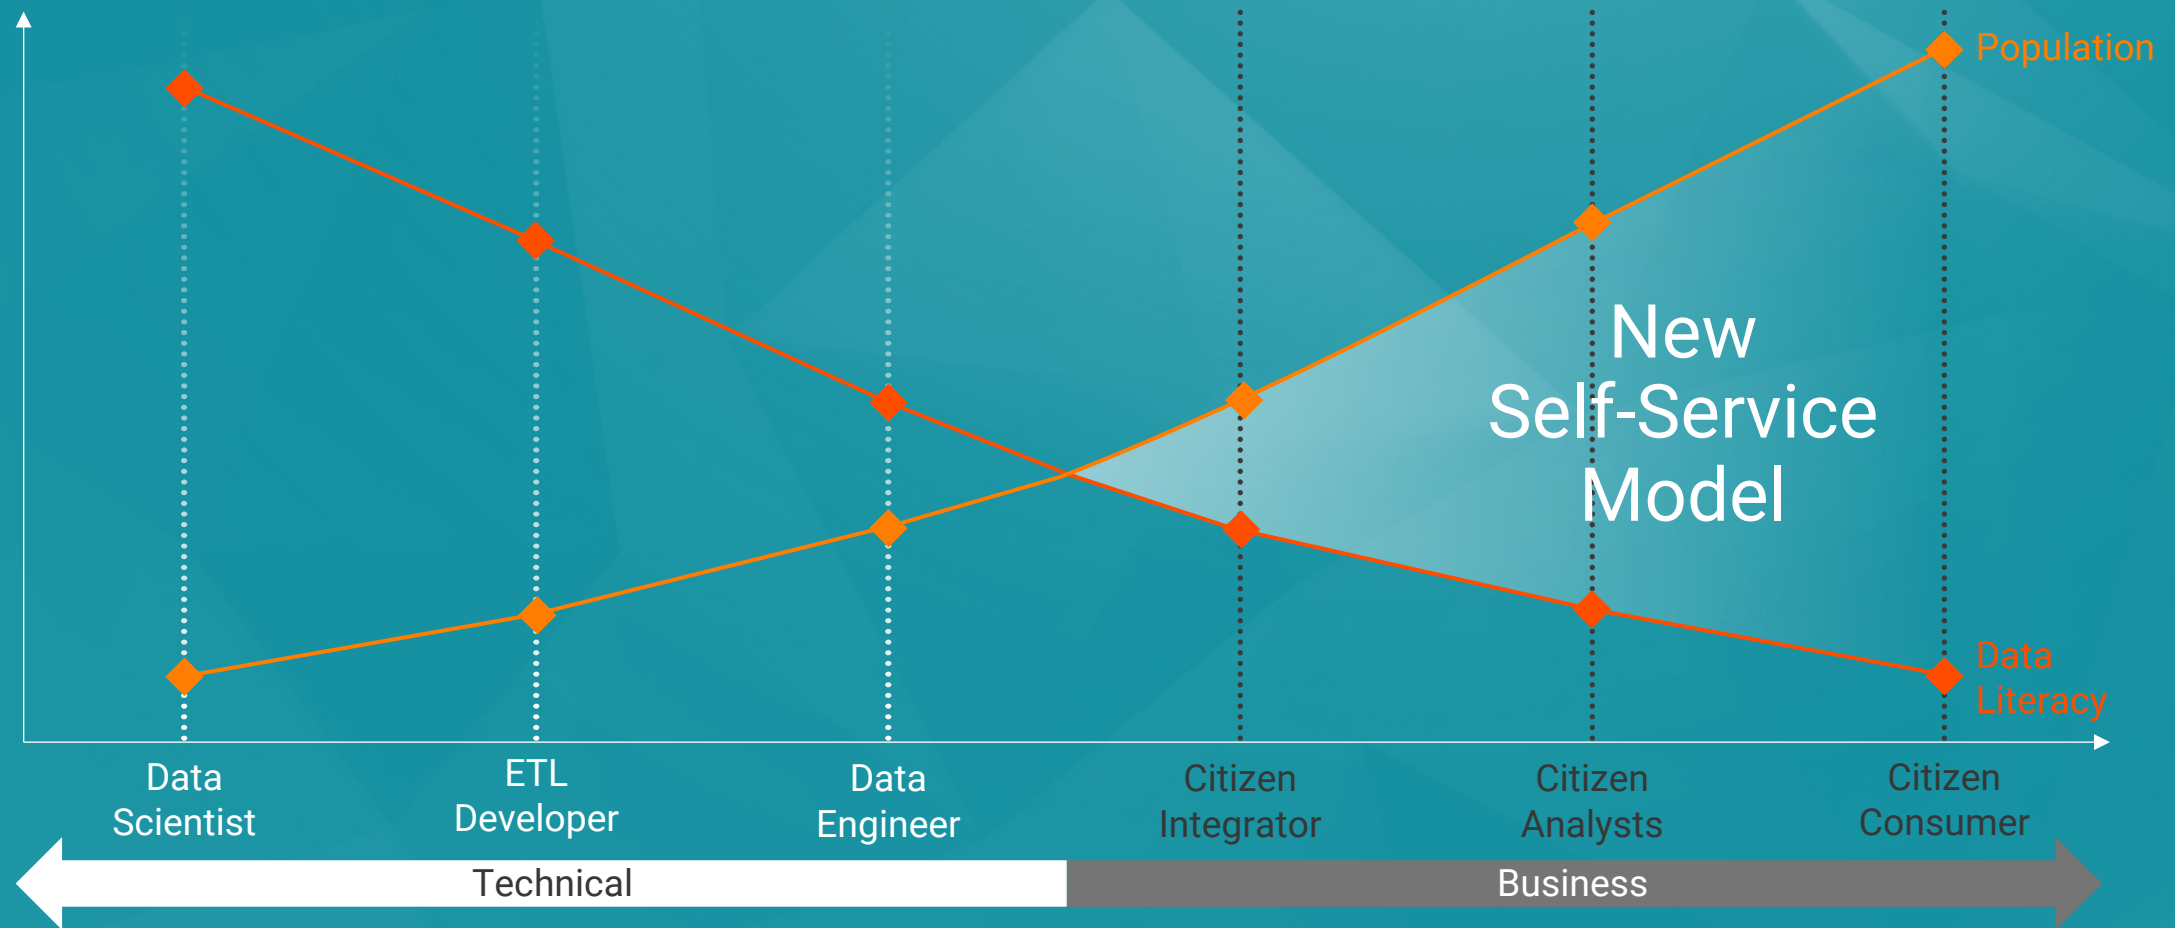 Population
New
Self-Service
Model
Data
Literacy
Data
Scientist
ETL
Developer
Data
Engineer
Citizen
Integrator
Citizen
Analysts
Citizen
Consumer
Technical
Business